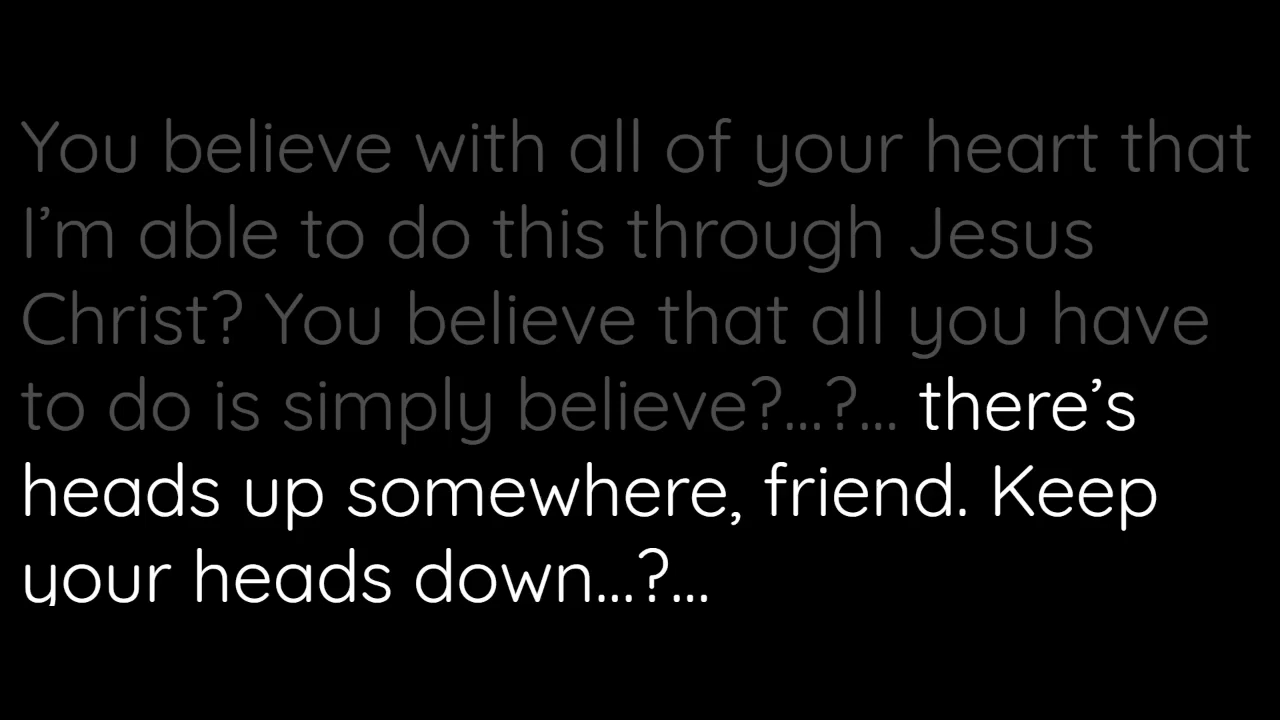 You believe with all of your heart that
I’m able to do this through Jesus
Christ? You believe that all you have
to do is simply believe?...?... there’s
heads up somewhere, friend. Keep
your heads down...?...